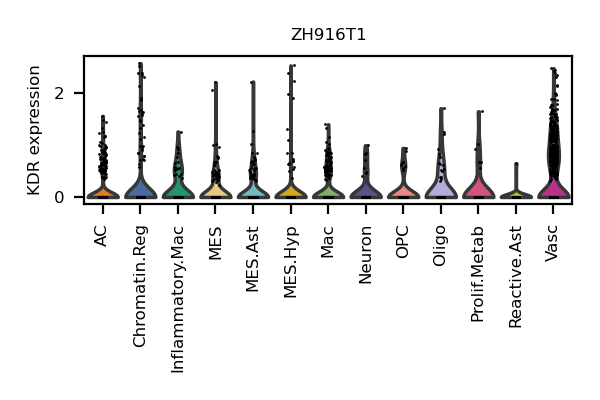 ZH916T1
KDR expression
2
0
AC
Chromatin.Reg
Inflammatory.Mac
MES
MES.Ast
MES.Hyp
Mac
Neuron
OPC
Oligo
Prolif.Metab
Reactive.Ast
Vasc